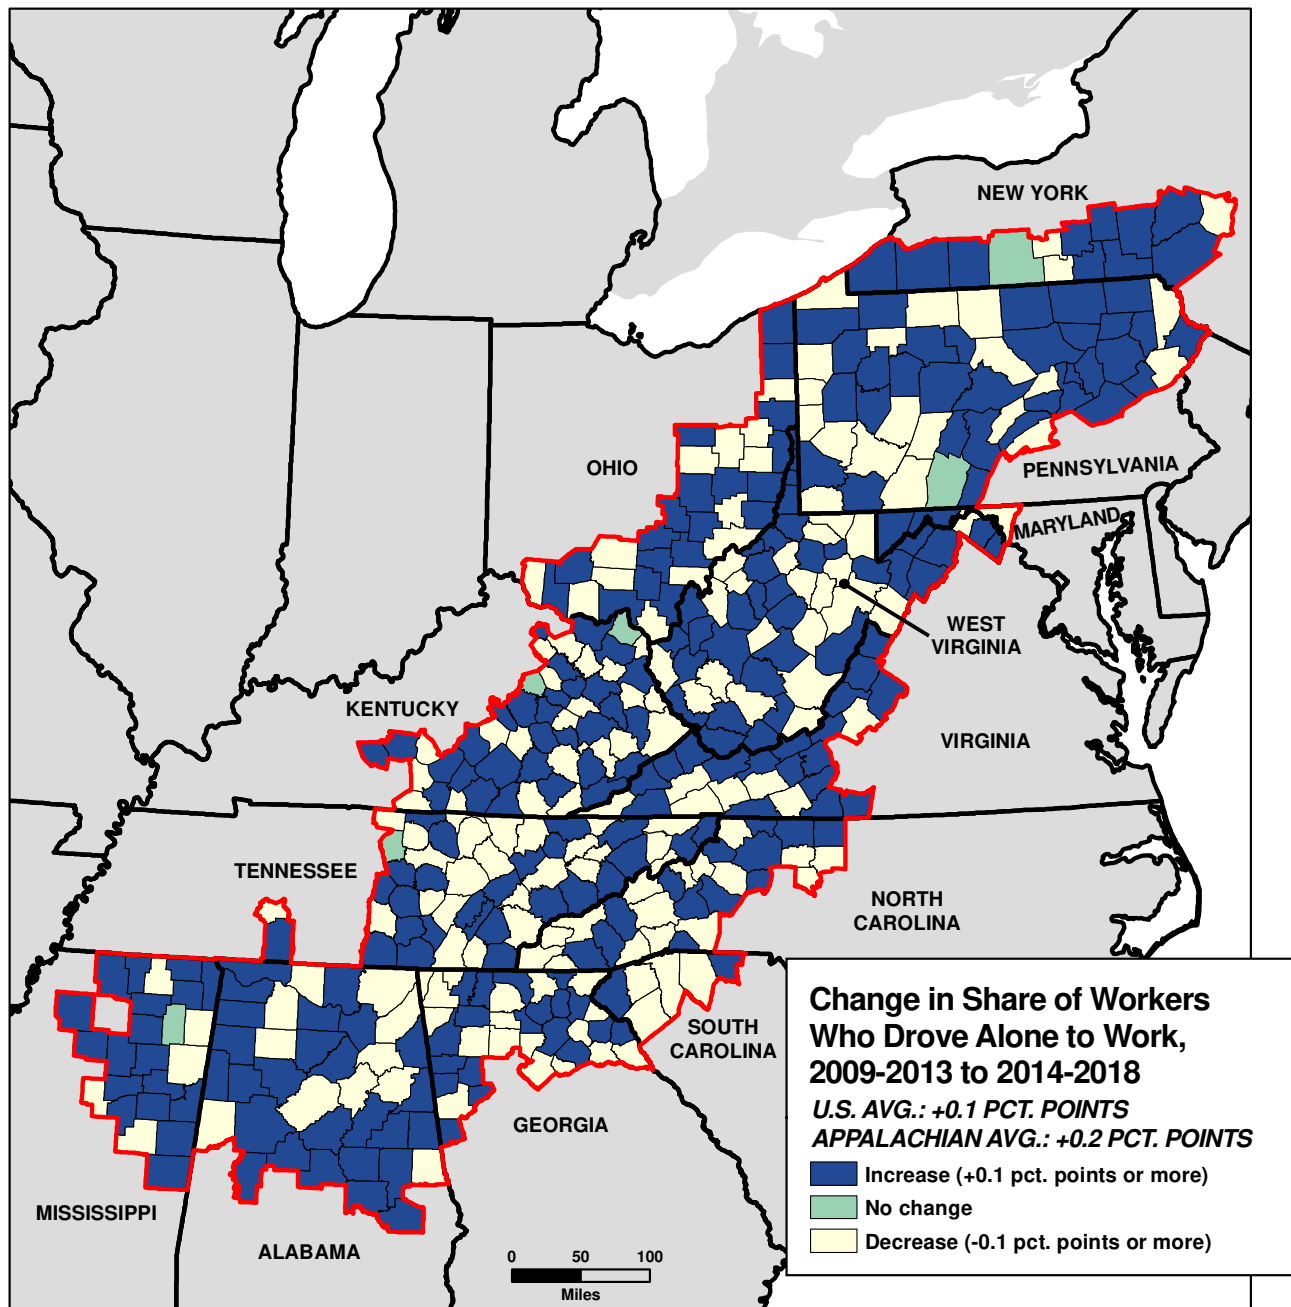 NEW YORK
OHIO
PENNSYLVANIA
MARYLAND
WEST
VIRGINIA
KENTUCKY
VIRGINIA
TENNESSEE
NORTH
CAROLINA
SOUTH
CAROLINA
GEORGIA
MISSISSIPPI
ALABAMA
Change in Share of Workers
Who Drove Alone to Work,
2009-2013 to 2014-2018
U.S. AVG.: +0.1 PCT. POINTS
APPALACHIAN AVG.: +0.2 PCT. POINTS
Increase (+0.1 pct. points or more)
No change
Decrease (-0.1 pct. points or more)
0 50 100
Miles